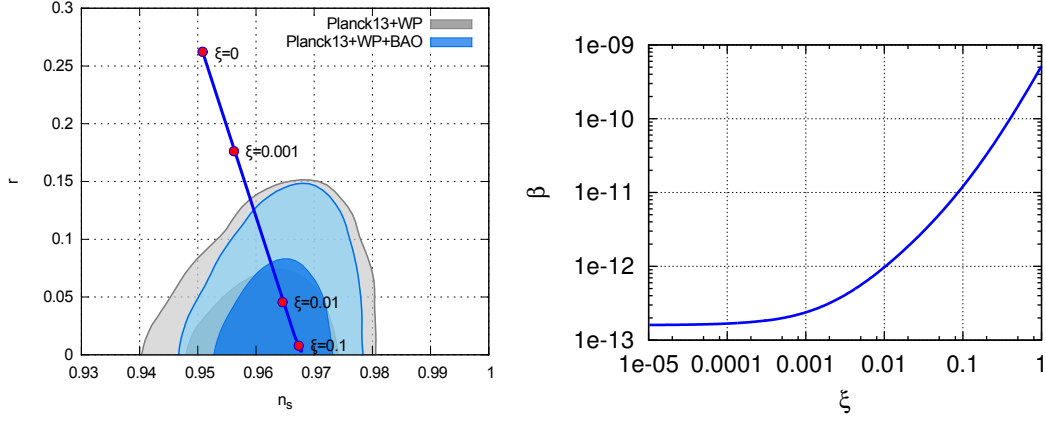 Planck13+WP
Planck13+WP+BAO
0.3
0.25
0.2
0.15
0.1
0.05
0
r
ξ=0
ξ=0.001
ξ=0.01
ξ=0.1
0.93
0.94
0.95
0.96
0.97
0.98
0.99
1
n_s
1e-09
1e-10
1e-11
1e-12
1e-13
β
1e-05
0.0001
0.001
0.01
0.1
1
ξ